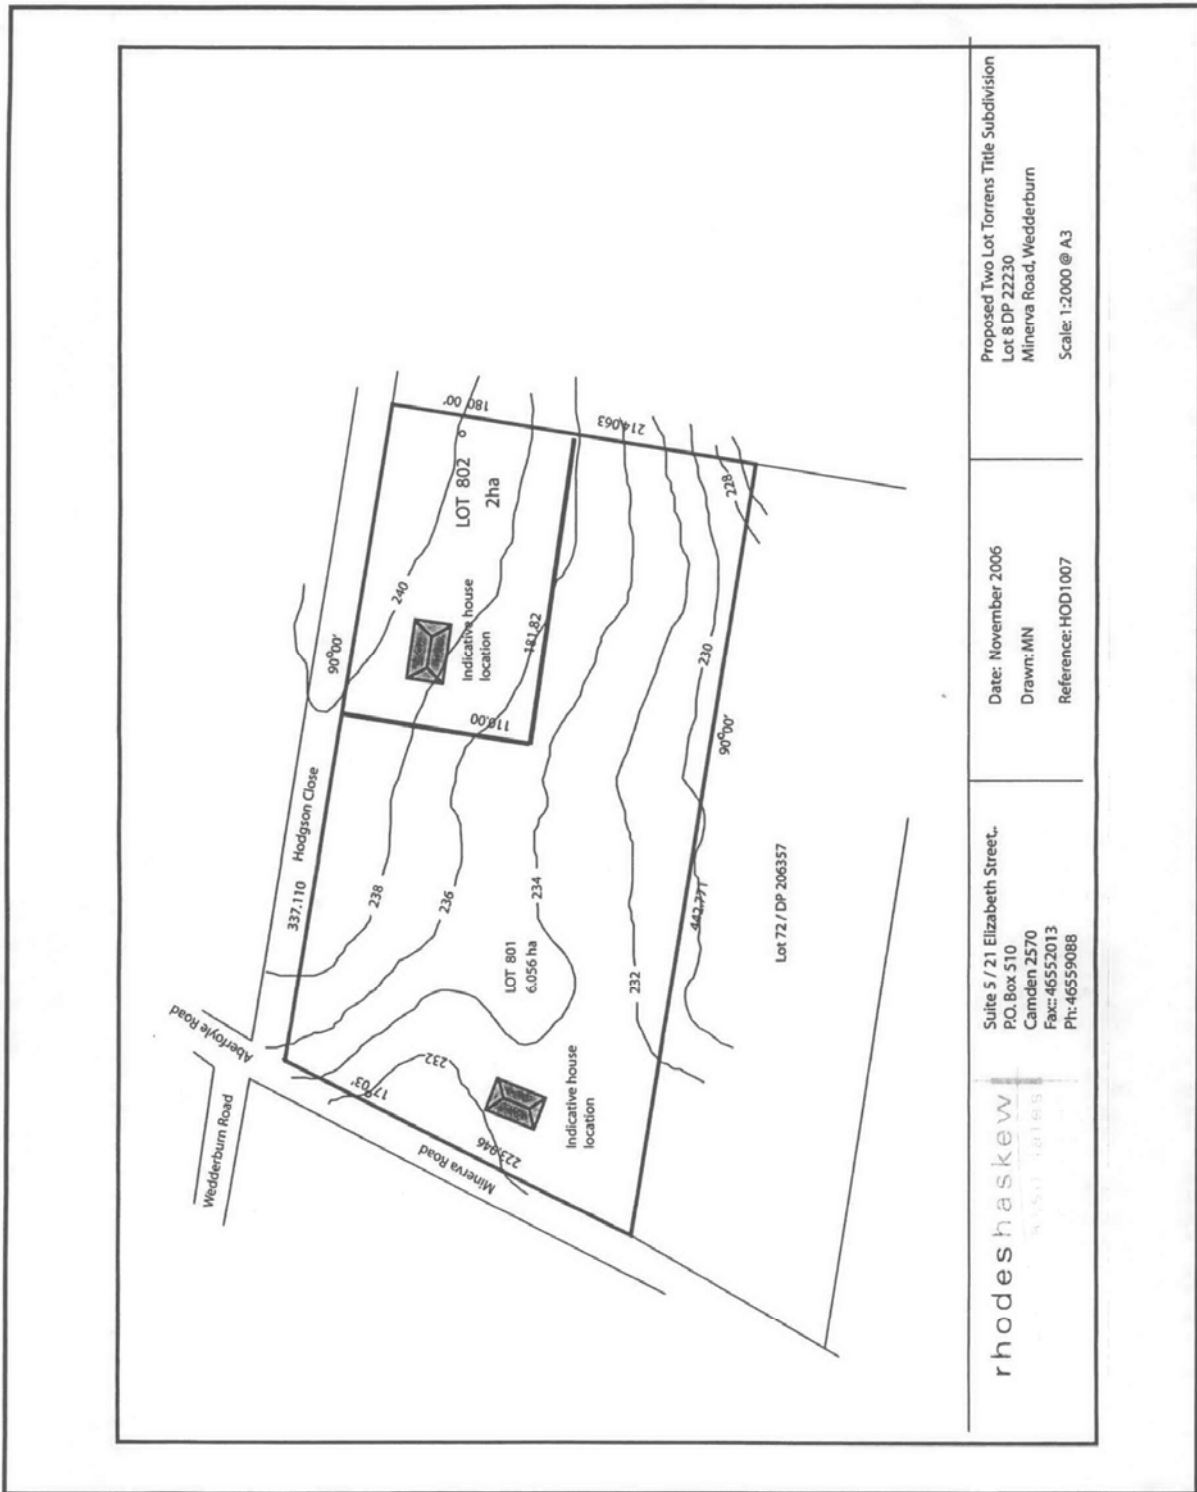 Wedderburn Road
Aberfoyle Road
337.110
Hodgson Close
90°00'
180°00'
LOT 802
2ha
240
Indicative house
location
110.00
181.82
214.063
238
236
234
LOT 801
6.056 ha
232
232
17°03'
223.946
Minerva Road
Indicative house
location
230
228
90°00'
442.771
Lot 72 / DP 206357
rhodeshaskew
associates
Suite 5 / 21 Elizabeth Street,.
P.O. Box 510
Camden 2570
Fax:: 46552013
Ph: 46559088
Date: November 2006
Drawn: MN
Reference: HOD1007
Proposed Two Lot Torrens Title Subdivision
Lot 8 DP 22230
Minerva Road, Wedderburn
Scale: 1:2000 @ A3